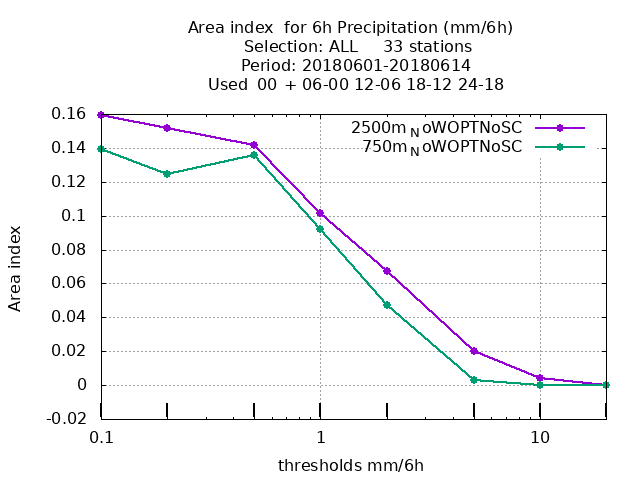 Area index  for 6h Precipitation (mm/6h)
Selection: ALL     33 stations
Period: 20180601-20180614
Used  00 + 06-00 12-06 18-12 24-18
0.16
0.14
0.12
0.1
0.08
0.06
0.04
0.02
0
-0.02
Area index
2500m_NoWOPTNoSC
750m_NoWOPTNoSC
0.1
1
10
thresholds mm/6h